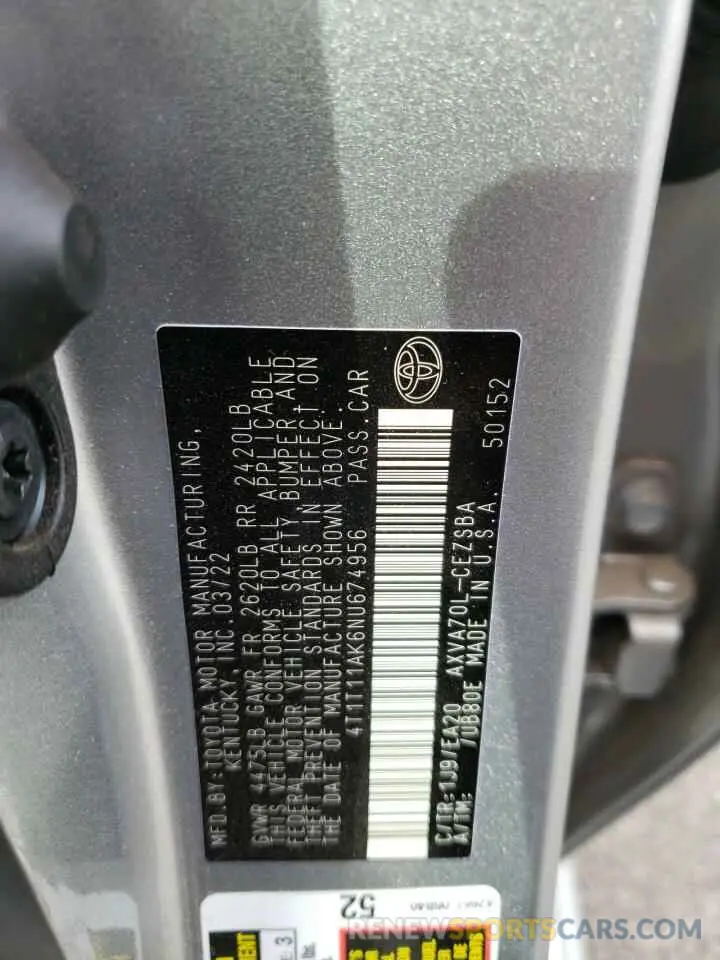 MFD. BY: TOYOTA MOTOR MANUFACTURING,
KENTUCKY, INC. 03/22
GVWR 4475LB GAWR FR 2620LB RR 2420LB
THIS VEHICLE CONFORMS TO ALL APPLICABLE
FEDERAL MOTOR VEHICLE SAFETY, BUMPER, AND
THEFT PREVENTION STANDARDS IN EFFECT ON
THE DATE OF MANUFACTURE SHOWN ABOVE.
4T1T11AK6NU674956 PASS. CAR
C/TR: 1J9/EA20 AXVA70L-CEZSBA
A/TM: /UB80E MADE IN U.S.A. 50152
52
3
RENEWSPORTSCARS.COM